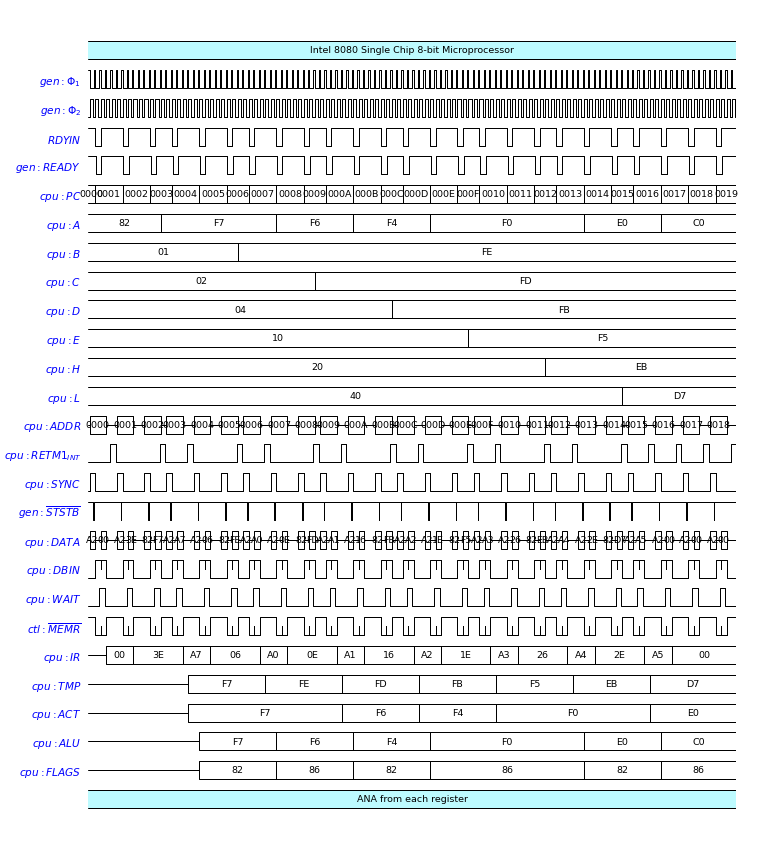 Intel 8080 Single Chip 8-bit Microprocessor
gen : Φ1
gen : Φ2
RDYIN
gen : READY
cpu : PC 0000 0001 0002 0003 0004 0005 0006 0007 0008 0009 000A 000B 000C 000D 000E 000F 0010 0011 0012 0013 0014 0015 0016 0017 0018 0019
cpu : A 82 F7 F6 F4 F0 E0 C0
cpu : B 01 FE
cpu : C 02 FD
cpu : D 04 FB
cpu : E 10 F5
cpu : H 20 EB
cpu : L 40 D7
cpu : ADDR 0000 0001 0002 0003 0004 0005 0006 0007 0008 0009 000A 000B 000C 000D 000E 000F 0010 0011 0012 0013 0014 0015 0016 0017 0018
cpu : RETM1INT
cpu : SYNC
gen : STSTB
cpu : DATA
cpu : DBIN
cpu : WAIT
ctl : MEMR
cpu : IR 00 3E A7 06 A0 0E A1 16 A2 1E A3 26 A4 2E A5 00
cpu : TMP F7 FE FD FB F5 EB D7
cpu : ACT F7 F6 F4 F0 E0
cpu : ALU F7 F6 F4 F0 E0 C0
cpu : FLAGS 82 86 82 86 82 86
ANA from each register